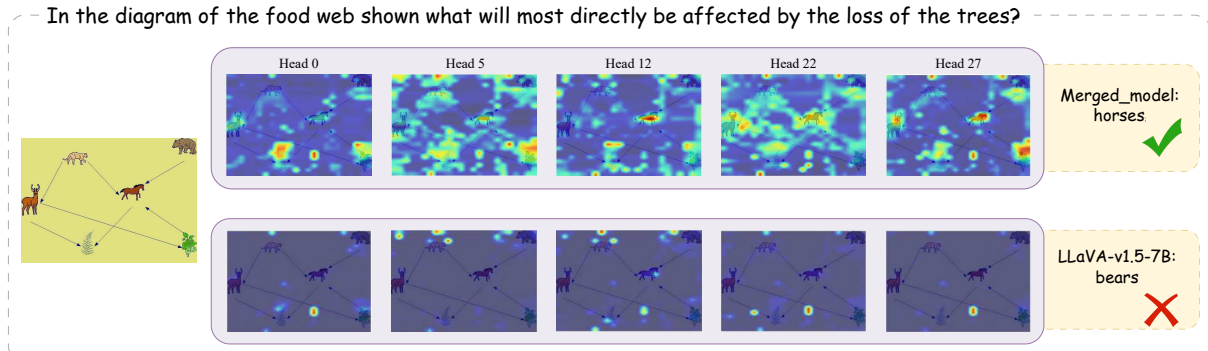 In the diagram of the food web shown what will most directly be affected by the loss of the trees?
Head 0
Head 5
Head 12
Head 22
Head 27
Merged_model:
horses
LLaVA-v1.5-7B:
bears